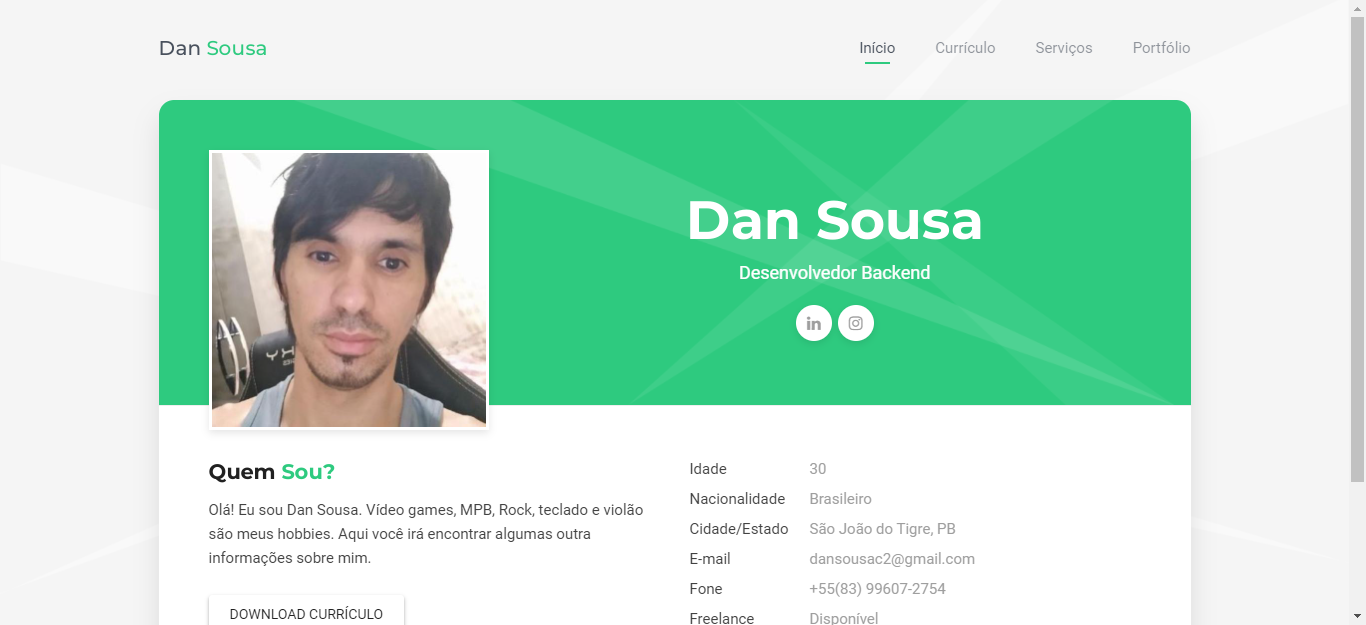 Dan Sousa
Início Currículo Serviços Portfólio
Dan Sousa
Desenvolvedor Backend
in
Quem Sou?
Olá! Eu sou Dan Sousa. Vídeo games, MPB, Rock, teclado e violão
são meus hobbies. Aqui você irá encontrar algumas outra
informações sobre mim.
DOWNLOAD CURRÍCULO
Idade 30
Nacionalidade Brasileiro
Cidade/Estado São João do Tigre, PB
E-mail dansousac2@gmail.com
Fone +55(83) 99607-2754
Freelance Disponível